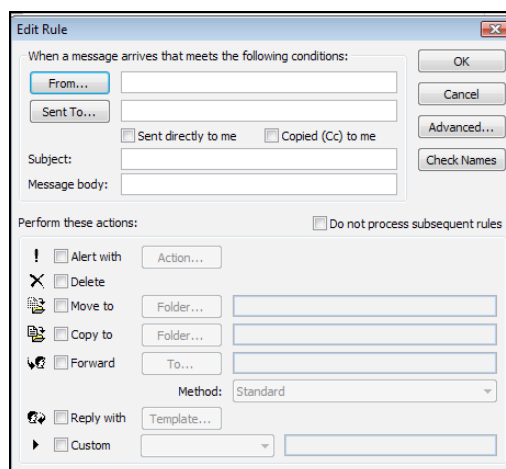 Edit Rule
When a message arrives that meets the following conditions:
OK
From...
Cancel
Sent To...
Sent directly to me
Copied (Cc) to me
Advanced...
Subject:
Check Names
Message body:
Perform these actions:
Do not process subsequent rules
Alert with
Action...
Delete
Move to
Folder...
Copy to
Folder...
Forward
To...
Method:
Standard
Reply with
Template...
Custom